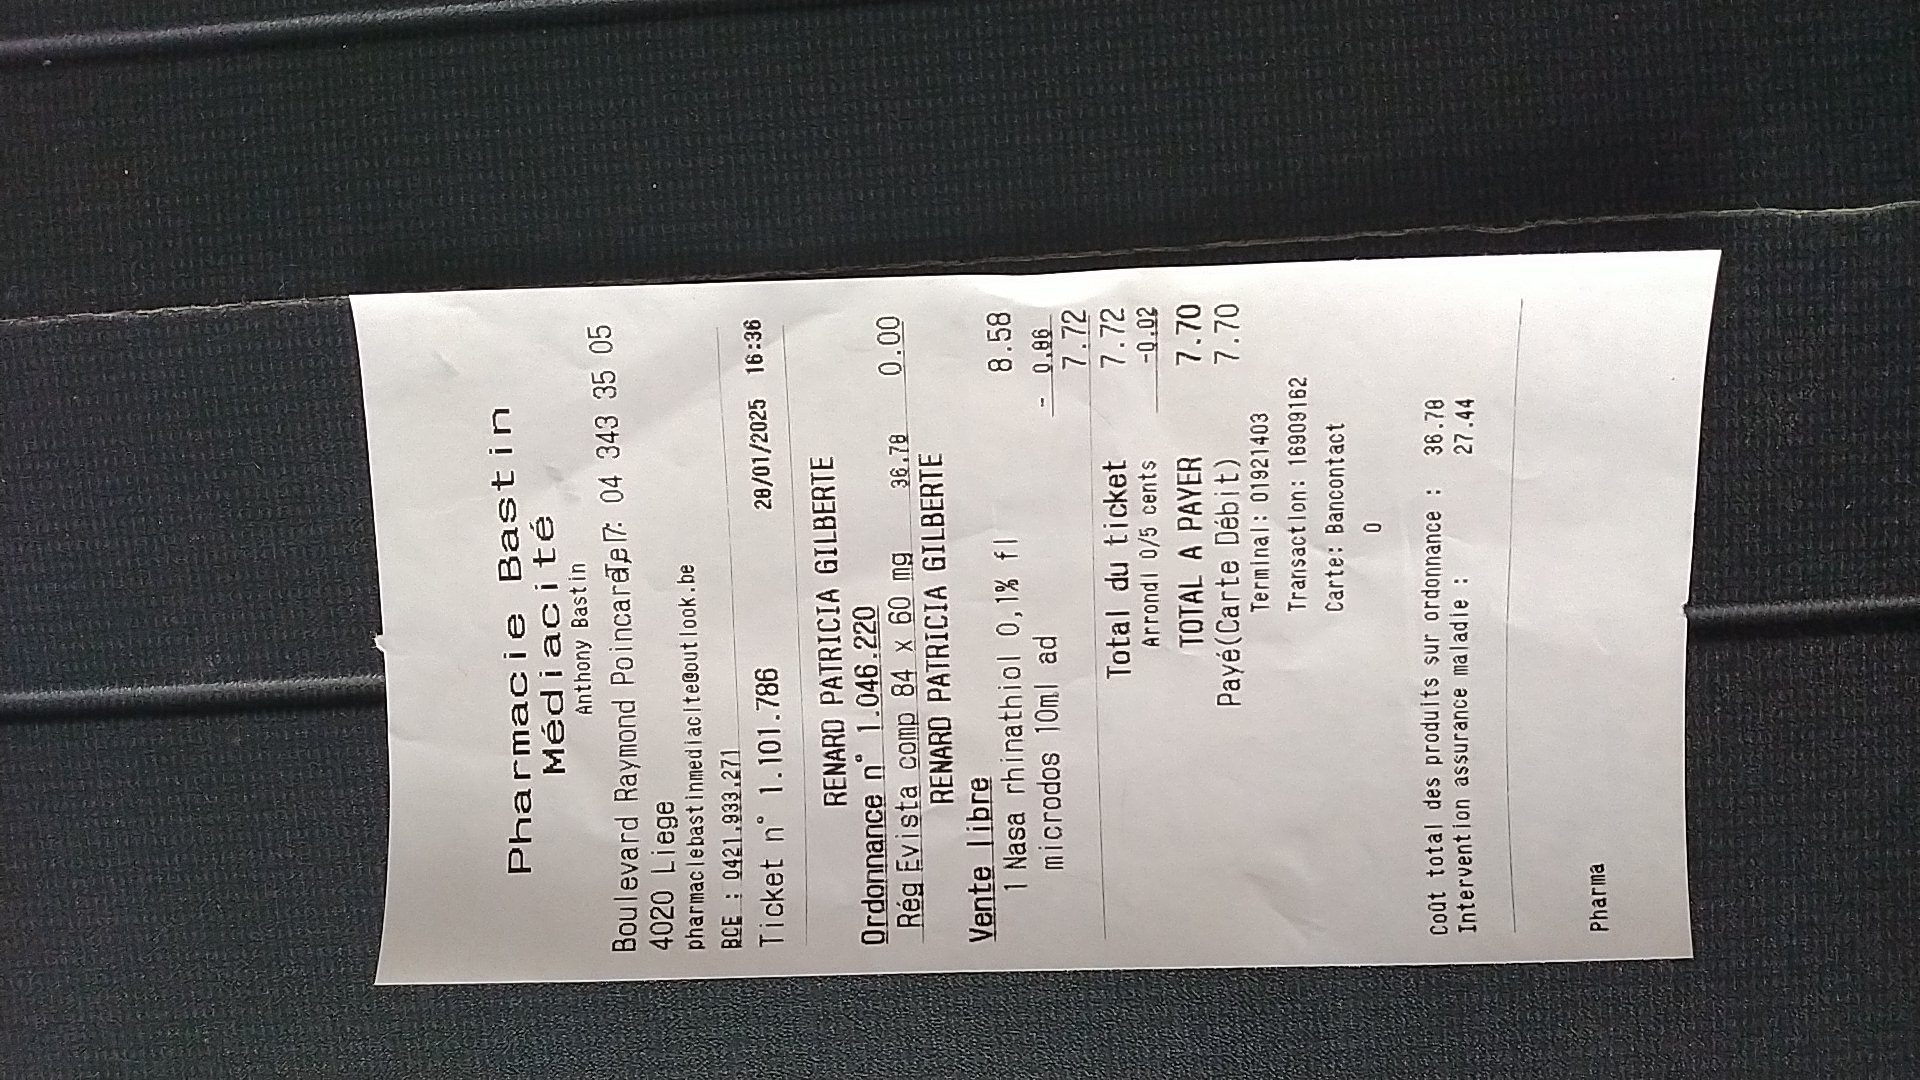 Pharmacie Bastin
Médiacité
Anthony Bastin
Boulevard Raymond Poincaré, 7 Tel: 04 343 35 05
4020 Liege
pharmaciebastinmediacite@outlook.be
BCE : 0421.933.271
Ticket n° 1.101.786 28/01/2025 16:36
RENARD PATRICIA GILBERTE
Ordonnance n° 1.046.220
Rég Evista comp 84 x 60 mg 36.78 0.00
RENARD PATRICIA GILBERTE
Vente libre
1 Nasa rhinathiol 0,1% fl 8.58
microdos 10ml ad - 0.86
7.72
Total du ticket 7.72
Arrondi 0/5 cents -0.02
TOTAL A PAYER 7.70
Payé(Carte Débit) 7.70
Terminal: 01921403
Transaction: 16909162
Carte: Bancontact
0
Coût total des produits sur ordonnance : 36.78
Intervention assurance maladie : 27.44
Pharma